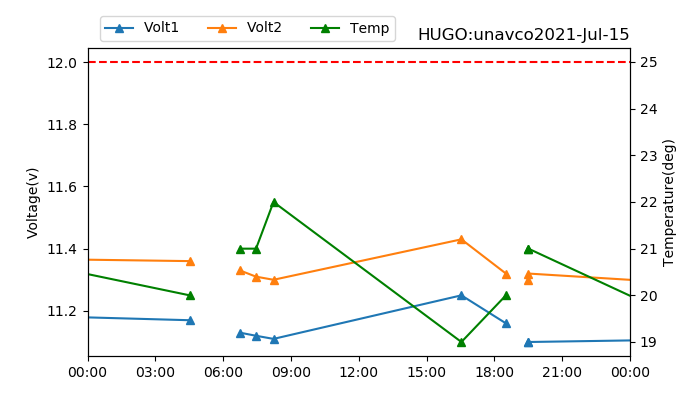 Volt1 Volt2 Temp
HUGO:unavco2021-Jul-15
12.0
11.8
11.6
11.4
11.2
Voltage(v)
25
24
23
22
21
20
19
Temperature(deg)
00:00 03:00 06:00 09:00 12:00 15:00 18:00 21:00 00:00